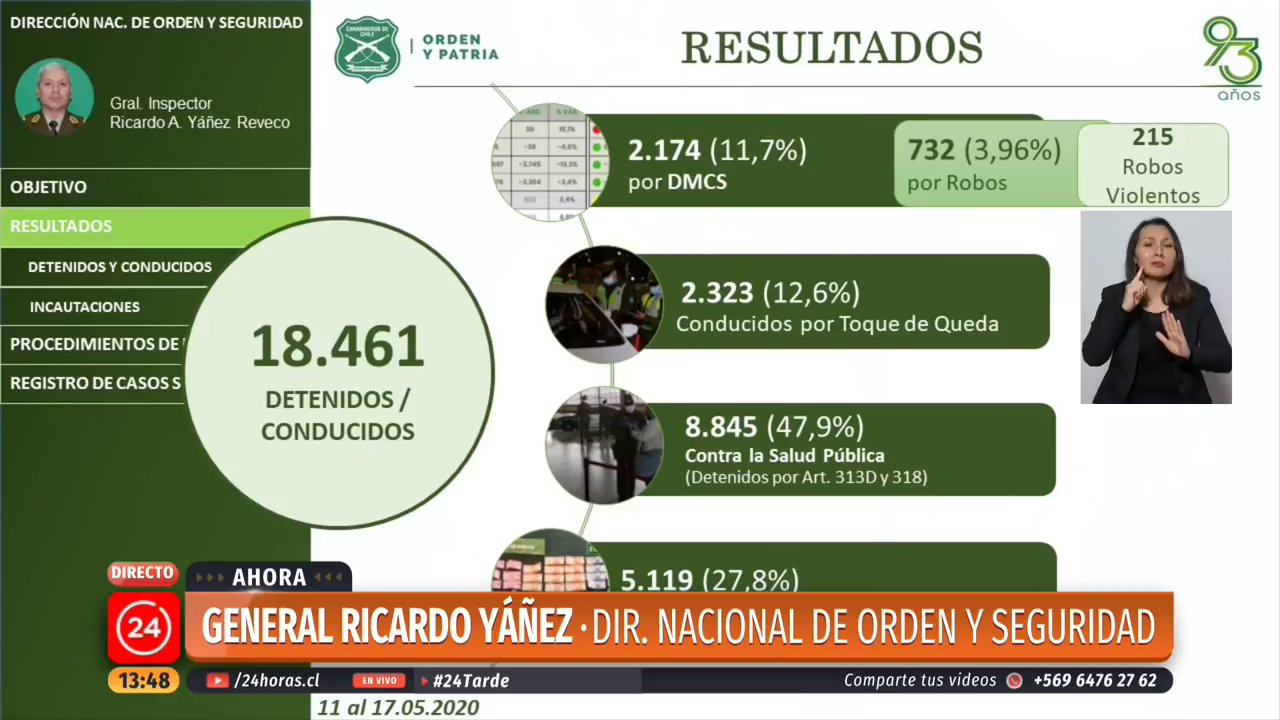 DIRECCIÓN NAC. DE ORDEN Y SEGURIDAD
Gral. Inspector
Ricardo A. Yáñez Reveco
OBJETIVO
RESULTADOS
DETENIDOS Y CONDUCIDOS
INCAUTACIONES
PROCEDIMIENTOS DE
REGISTRO DE CASOS S
CARABINEROS DE CHILE
ORDEN
Y PATRIA
RESULTADOS
93
años
18.461
DETENIDOS /
CONDUCIDOS
2.174 (11,7%)
por DMCS
732 (3,96%)
por Robos
215
Robos
Violentos
2.323 (12,6%)
Conducidos por Toque de Queda
8.845 (47,9%)
Contra la Salud Pública
(Detenidos por Art. 313D y 318)
5.119 (27,8%)
DIRECTO
AHORA
24
GENERAL RICARDO YÁÑEZ · DIR. NACIONAL DE ORDEN Y SEGURIDAD
13:48
/24horas.cl
EN VIVO
#24Tarde
Comparte tus videos
+569 6476 27 62
11 al 17.05.2020